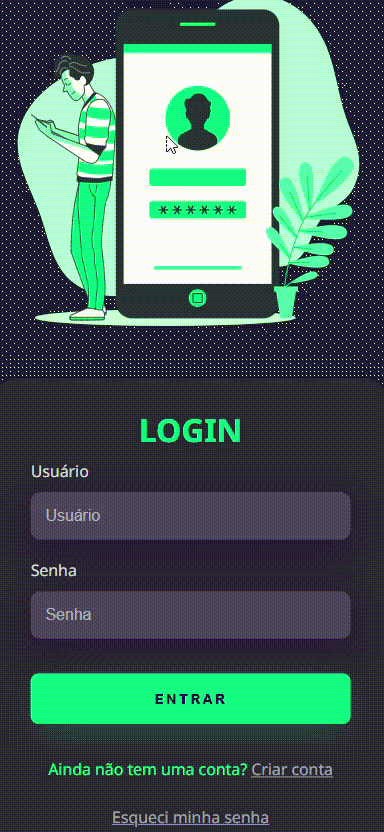 ******
LOGIN
Usuário
Usuário
Senha
Senha
ENTRAR
Ainda não tem uma conta? Criar conta
Esqueci minha senha